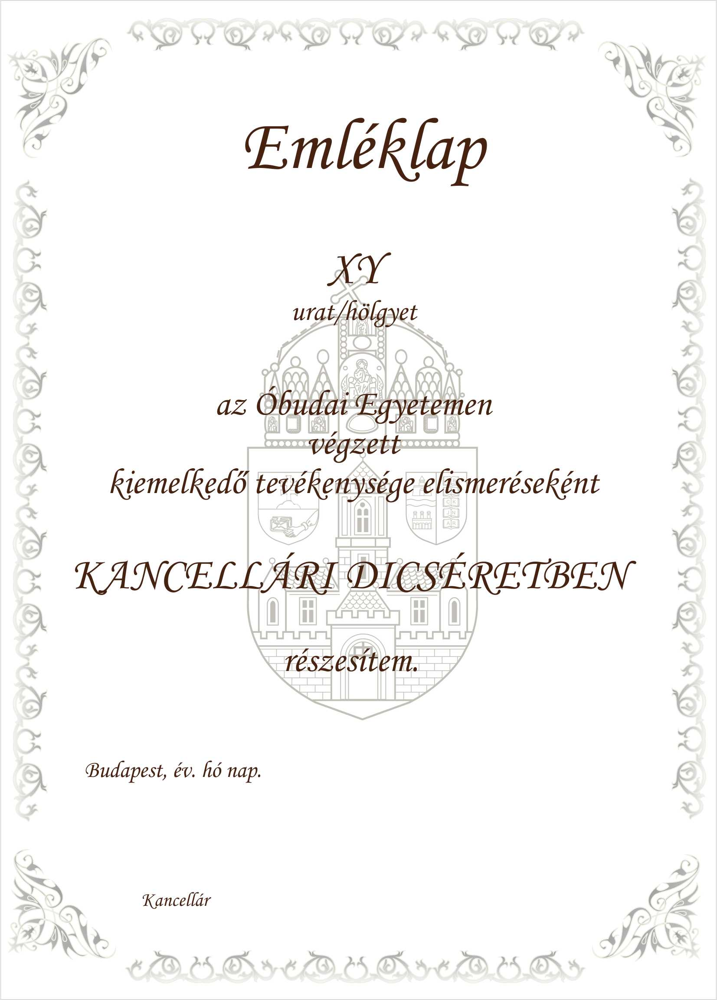 Emléklap
XY
urat/hölgyet
az Óbudai Egyetemen
végzett
kiemelkedő tevékenysége elismeréseként
KANCELLÁRI DICSÉRETBEN
részesítem.
Budapest, év. hó nap.
Kancellár